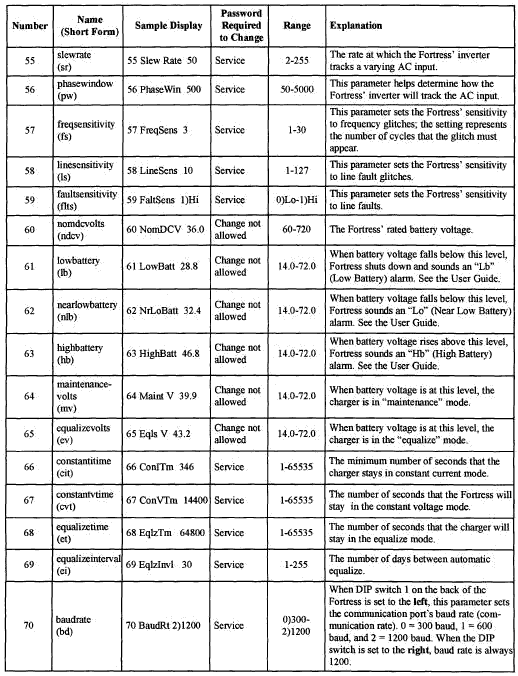 Number
Name
(Short Form)
Sample Display
Password
Required
to Change
Range
Explanation
55
slewrate
(sr)
55 Slew Rate 50
Service
2-255
The rate at which the Fortress' inverter
tracks a varying AC input.
56
phasewindow
(pw)
56 PhaseWin 500
Service
50-5000
This parameter helps determine how the
Fortress' inverter will track the AC input.
57
freqsensitivity
(fs)
57 FreqSens 3
Service
1-30
This parameter sets the Fortress' sensitivity
to frequency glitches; the setting represents
the number of cycles that the glitch must
appear.
58
linesensitivity
(ls)
58 LineSens 10
Service
1-127
This parameter sets the Fortress' sensitivity
to line fault glitches.
59
faultsensitivity
(flts)
59 FaltSens 1)Hi
Service
0)Lo-1)Hi
This parameter sets the Fortress' sensitivity
to line faults.
60
nomdcvolts
(ndcv)
60 NomDCV 36.0
Change not
allowed
60-720
The Fortress' rated battery voltage.
61
lowbattery
(lb)
61 LowBatt 28.8
Change not
allowed
14.0-72.0
When battery voltage falls below this level,
Fortress shuts down and sounds an "Lb"
(Low Battery) alarm. See the User Guide.
62
nearlowbattery
(nlb)
62 NrLoBatt 32.4
Change not
allowed
14.0-72.0
When battery voltage falls below this level,
Fortress sounds an "Lo" (Near Low Battery)
alarm. See the User Guide.
63
highbattery
(hb)
63 HighBatt 46.8
Change not
allowed
14.0-72.0
When battery voltage rises above this level,
Fortress sounds an "Hb" (High Battery)
alarm. See the User Guide.
64
maintenance-
volts
(mv)
64 Maint V 39.9
Change not
allowed
14.0-72.0
When battery voltage is at this level, the
charger is in "maintenance" mode.
65
equalizevolts
(ev)
65 Eqls V 43.2
Change not
allowed
14.0-72.0
When battery voltage is at this level, the
charger is in the "equalize" mode.
66
constantitime
(cit)
66 ConITm 346
Service
1-65535
The minimum number of seconds that the
charger stays in constant current mode.
67
constantvtime
(cvt)
67 ConVTm 14400
Service
1-65535
The number of seconds that the Fortress will
stay in the constant voltage mode.
68
equalizetime
(et)
68 EqlzTm 64800
Service
1-65535
The number of seconds that the charger will
stay in the equalize mode.
69
equalizeinterval
(ei)
69 EqlzInvl 30
Service
1-255
The number of days between automatic
equalize.
70
baudrate
(bd)
70 BaudRt 2)1200
Service
0)300-
2)1200
When DIP switch 1 on the back of the
Fortress is set to the left, this parameter sets
the communication port's baud rate (com-
munication rate). 0 = 300 baud, 1 = 600
baud, and 2 = 1200 baud. When the DIP
switch is set to the right, baud rate is always
1200.